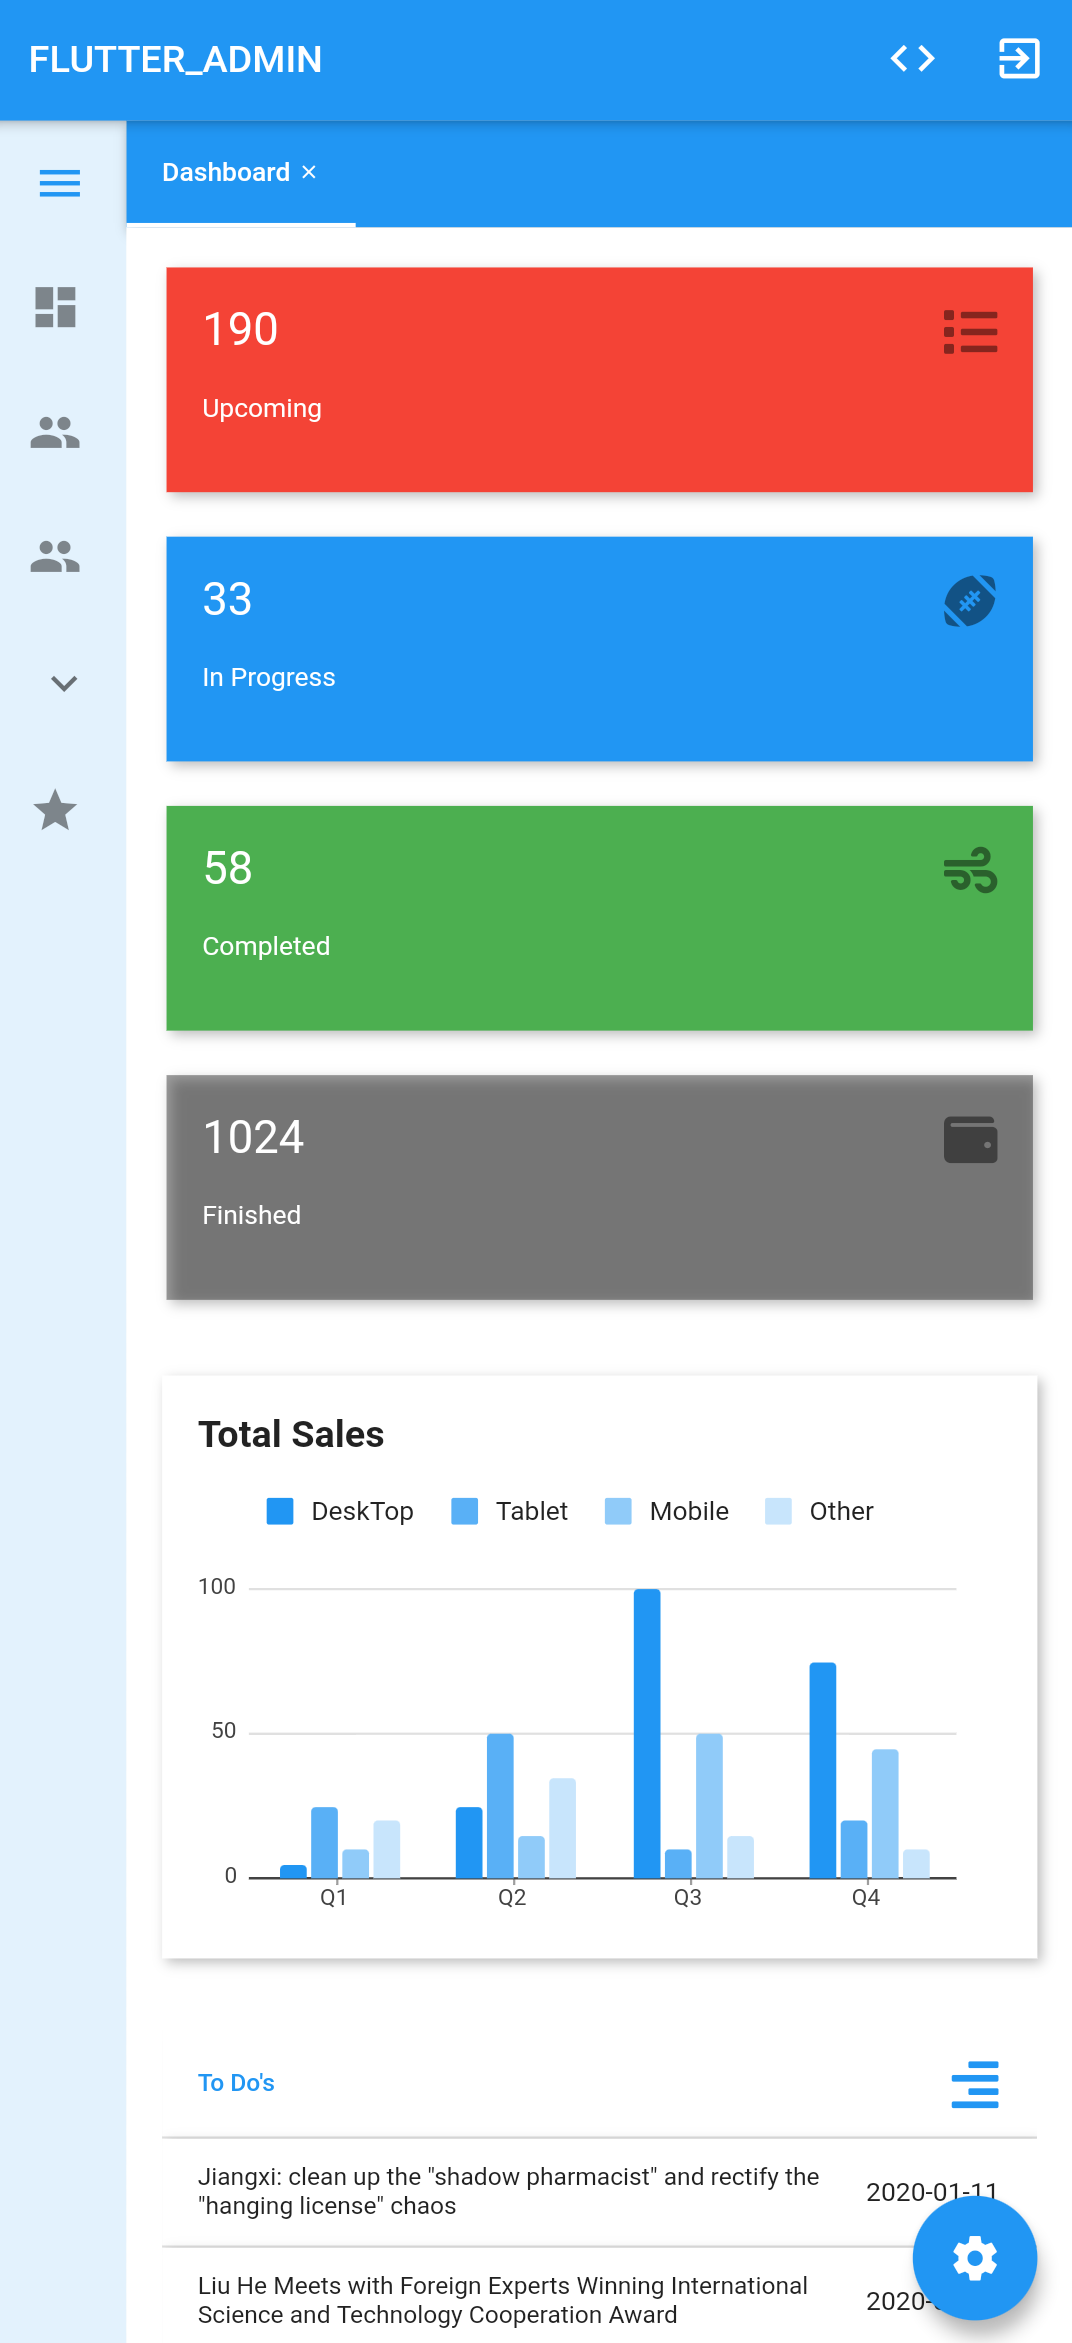 FLUTTER_ADMIN
Dashboard ×
190
Upcoming
33
In Progress
58
Completed
1024
Finished
Total Sales
DeskTop Tablet Mobile Other
100
50
0
Q1 Q2 Q3 Q4
To Do's
Jiangxi: clean up the "shadow pharmacist" and rectify the
"hanging license" chaos
2020-01-11
Liu He Meets with Foreign Experts Winning International
Science and Technology Cooperation Award
2020-